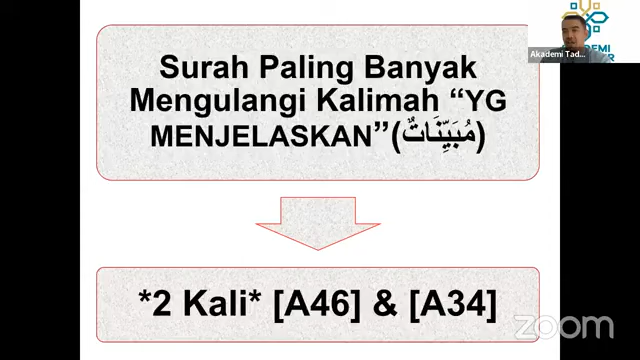 Surah Paling Banyak
Mengulangi Kalimah “YG
MENJELASKAN”(مُبَيِّنَاتٌ)
*2 Kali* [A46] & [A34]
Akademi Tad...
zoom